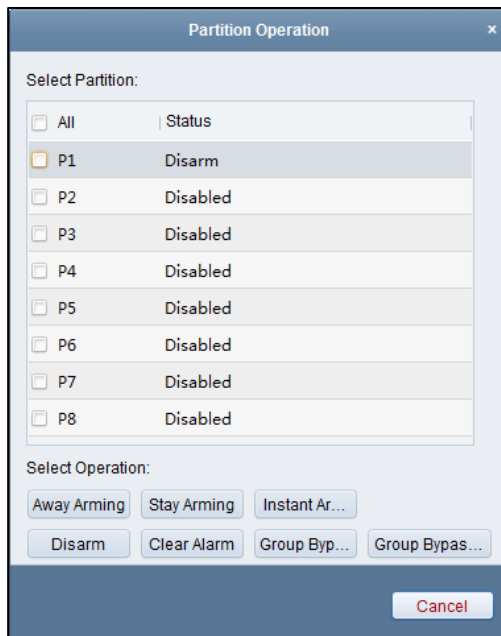 Partition Operation ×
Select Partition:
All Status
P1 Disarm
P2 Disabled
P3 Disabled
P4 Disabled
P5 Disabled
P6 Disabled
P7 Disabled
P8 Disabled
Select Operation:
Away Arming Stay Arming Instant Ar...
Disarm Clear Alarm Group Byp... Group Bypas...
Cancel